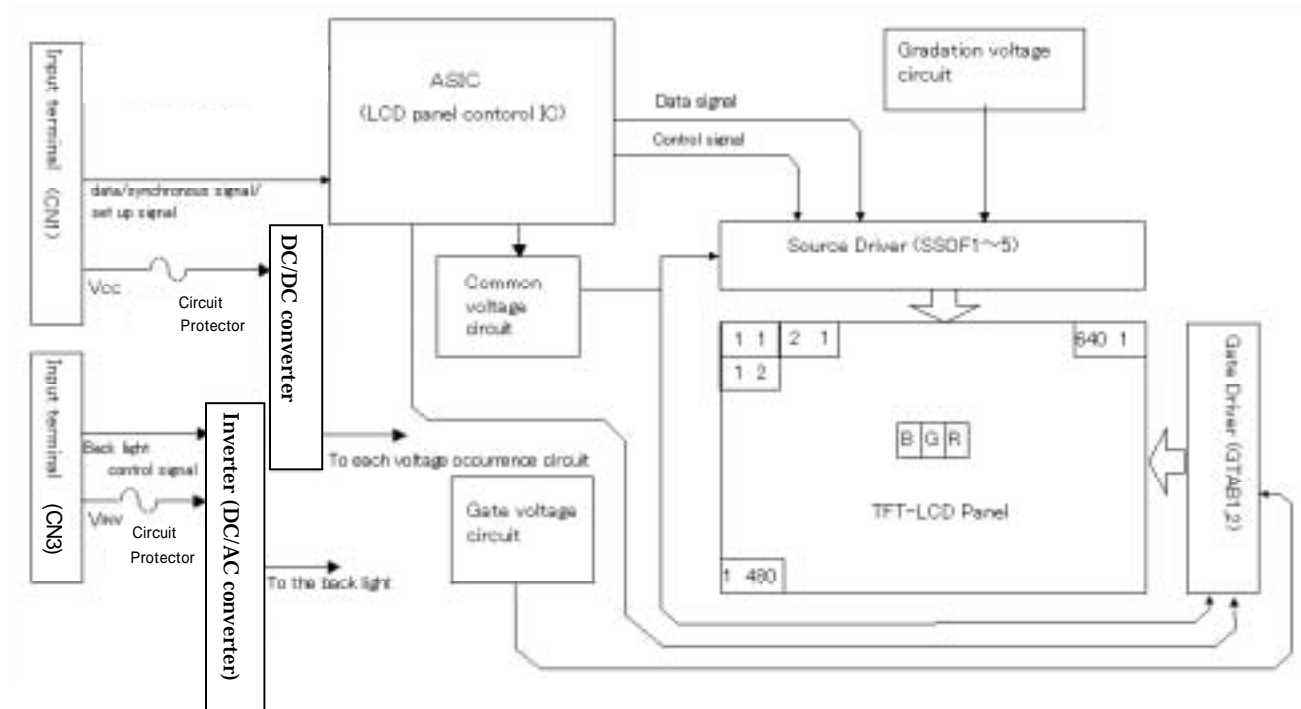 Input terminal
(CN1)
ASIC
(LCD panel contorol IC)
Gradation voltage
circuit
Data signal
Control signal
data/synchronous signal/
set up signal
Vcc
Circuit
Protector
DC/DC converter
Common
voltage
circuit
Source Driver (SSDF1～5)
1 1
2 1
640 1
1 2
B G R
TFT-LCD Panel
1 480
Gate Driver (GTAB1,2)
Input terminal
(CN3)
Back light
control signal
VINV
Circuit
Protector
Inverter (DC/AC converter)
To each voltage occurrence circuit
Gate voltage
circuit
To the back light